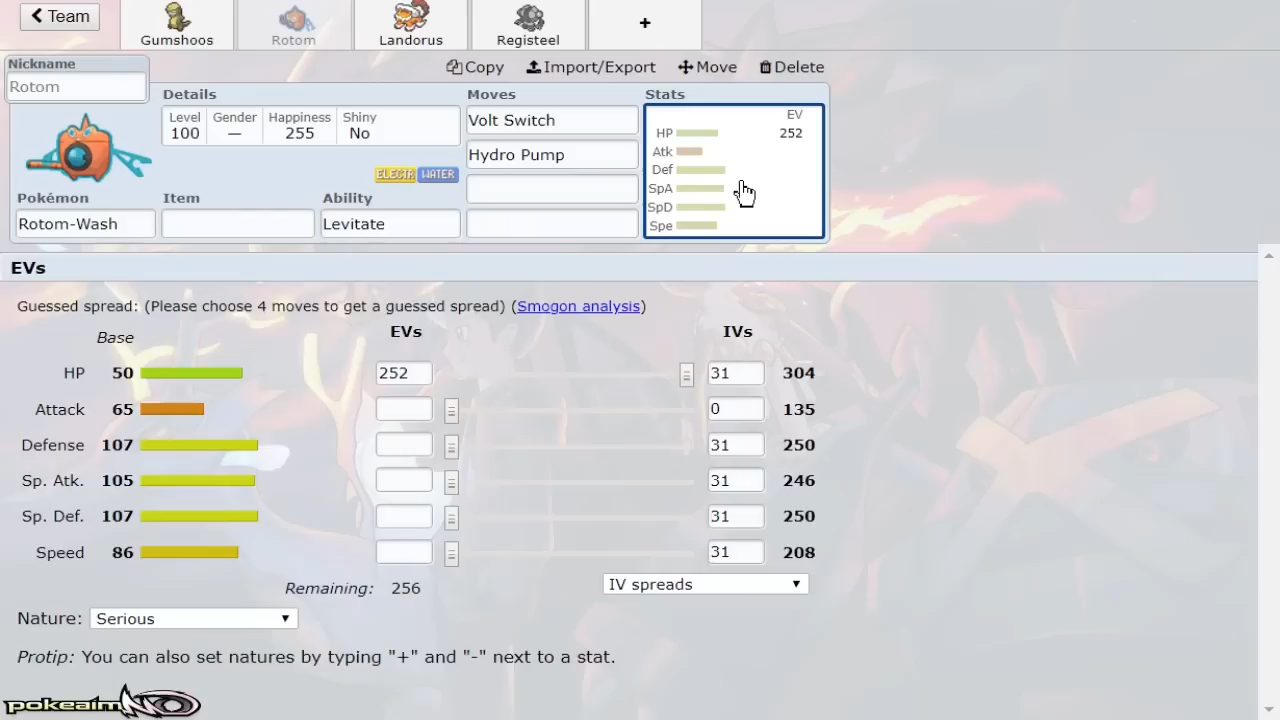 Team
Gumshoos
Rotom
Landorus
Registeel
+
Nickname
Rotom
Copy
Import/Export
Move
Delete
Details
Moves
Stats
Level
Gender
Happiness
Shiny
100
—
255
No
Volt Switch
Hydro Pump
EV
HP 252
Atk
Def
SpA
SpD
Spe
ELECTR WATER
Pokémon
Item
Ability
Rotom-Wash
Levitate
EVs
Guessed spread: (Please choose 4 moves to get a guessed spread) (Smogon analysis)
Base EVs IVs
HP 50 252 31 304
Attack 65 0 135
Defense 107 31 250
Sp. Atk. 105 31 246
Sp. Def. 107 31 250
Speed 86 31 208
Remaining: 256
IV spreads
Nature: Serious
Protip: You can also set natures by typing "+" and "-" next to a stat.
pokeaim